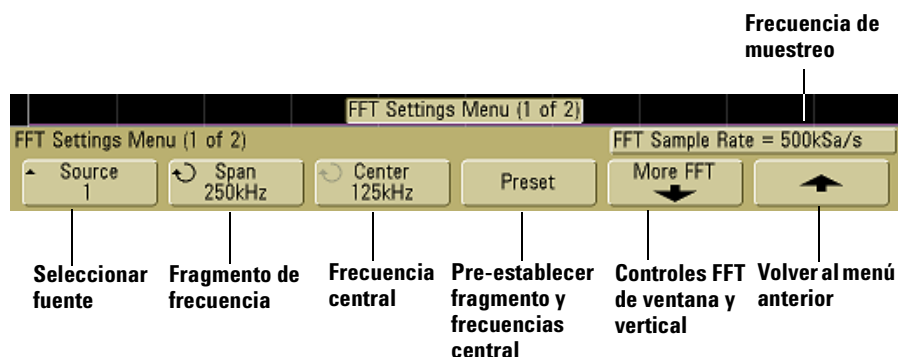 Frecuencia de
muestreo
FFT Settings Menu (1 of 2)
FFT Settings Menu (1 of 2)
FFT Sample Rate = 500kSa/s
Source
1
Span
250kHz
Center
125kHz
Preset
More FFT
Seleccionar
fuente
Fragmento de
frecuencia
Frecuencia
central
Pre-establecer
fragmento y
frecuencias
central
Controles FFT
de ventana y
vertical
Volver al menú
anterior